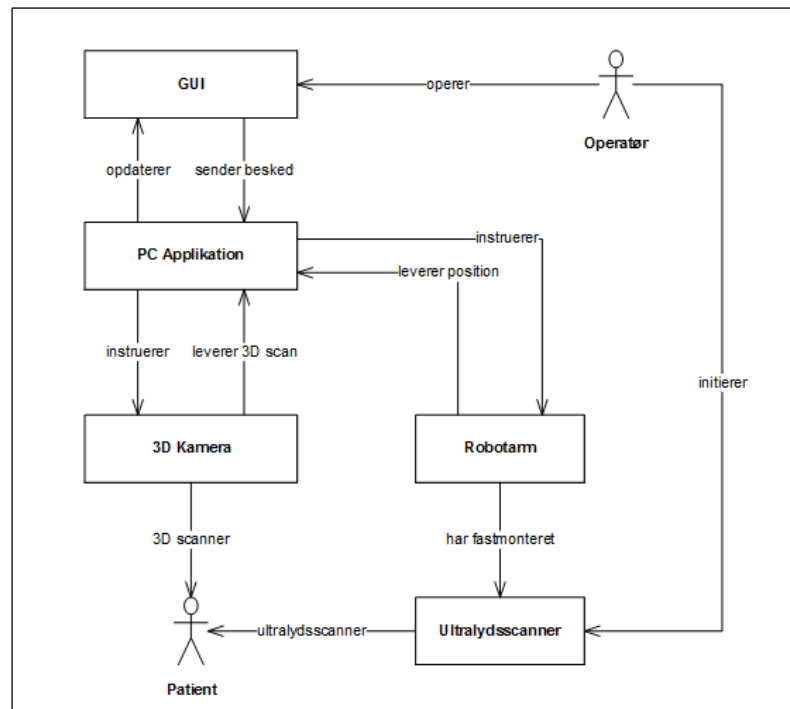 GUI
operer
Operatør
opdaterer
sender besked
PC Applikation
instruerer
leverer position
instruerer
leverer 3D scan
initierer
3D Kamera
Robotarm
3D scanner
har fastmonteret
ultralydsscanner
Ultralydsscanner
Patient